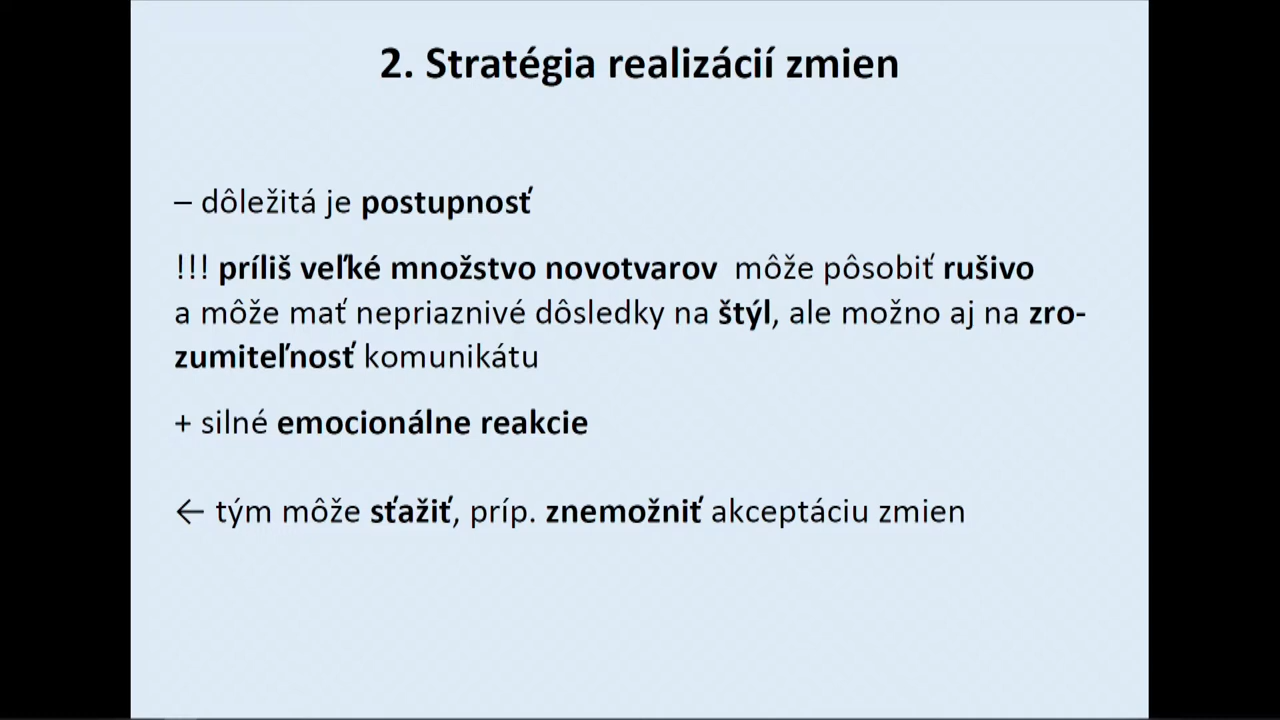 2. Stratégia realizácií zmien
– dôležitá je postupnosť
!!! príliš veľké množstvo novotvarov môže pôsobiť rušivo
a môže mať nepriaznivé dôsledky na štýl, ale možno aj na zro-
zumiteľnosť komunikátu
+ silné emocionálne reakcie
← tým môže sťažiť, príp. znemožniť akceptáciu zmien